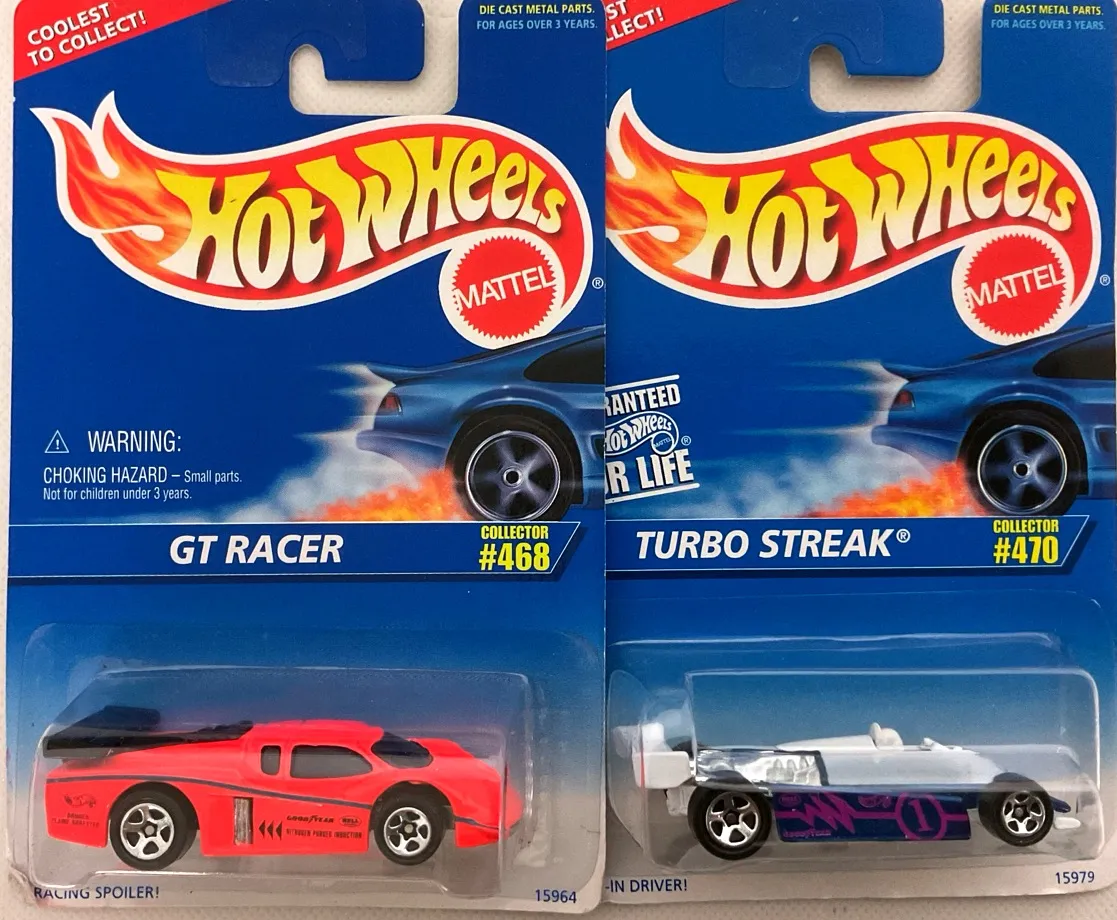 COOLEST
TO COLLECT!
DIE CAST METAL PARTS.
FOR AGES OVER 3 YEARS.
HOT WHEELS
MATTEL
®
⚠ WARNING:
CHOKING HAZARD – Small parts.
Not for children under 3 years.
GT RACER
COLLECTOR
#468
GOODYEAR
BELL
NITROGEN POWER INDUCTION
RACING SPOILER!
15964
ST
LLECT!
DIE CAST METAL PARTS.
FOR AGES OVER 3 YEARS.
HOT WHEELS
MATTEL
®
RANTEED
HOT WHEELS
®
R LIFE
TURBO STREAK®
COLLECTOR
#470
1
GOODYEAR
-IN DRIVER!
15979